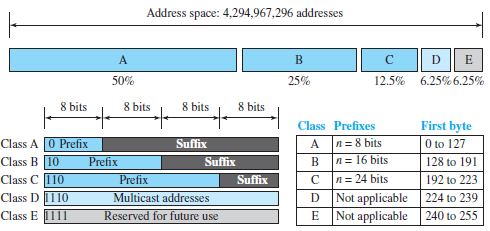 Address space: 4,294,967,296 addresses
A B C D E
50% 25% 12.5% 6.25% 6.25%
8 bits 8 bits 8 bits 8 bits
Class A 0 Prefix Suffix
Class B 10 Prefix Suffix
Class C 110 Prefix Suffix
Class D 1110 Multicast addresses
Class E 1111 Reserved for future use
Class Prefixes First byte
A n = 8 bits 0 to 127
B n = 16 bits 128 to 191
C n = 24 bits 192 to 223
D Not applicable 224 to 239
E Not applicable 240 to 255